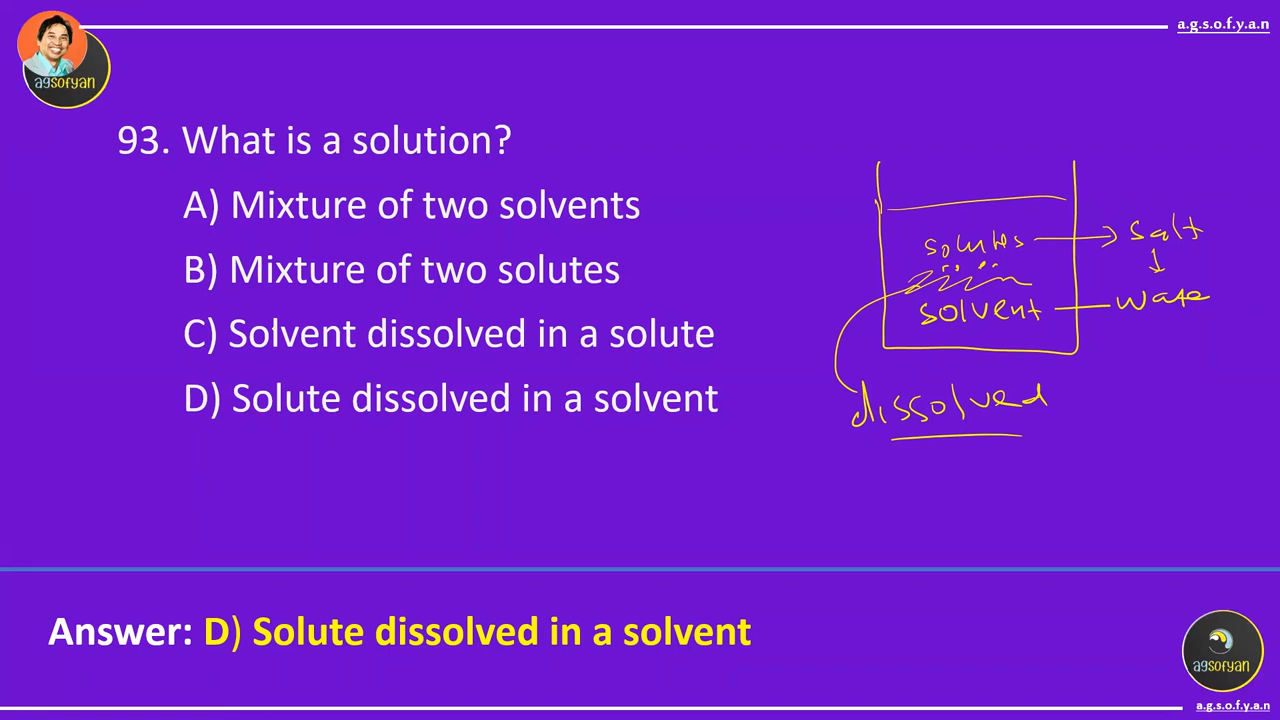 a.g.s.o.f.y.a.n
agsofyan
93. What is a solution?
A) Mixture of two solvents
B) Mixture of two solutes
C) Solvent dissolved in a solute
D) Solute dissolved in a solvent
solutes → salt
solvent — wate
dissolved
Answer: D) Solute dissolved in a solvent
agsofyan
a.g.s.o.f.y.a.n